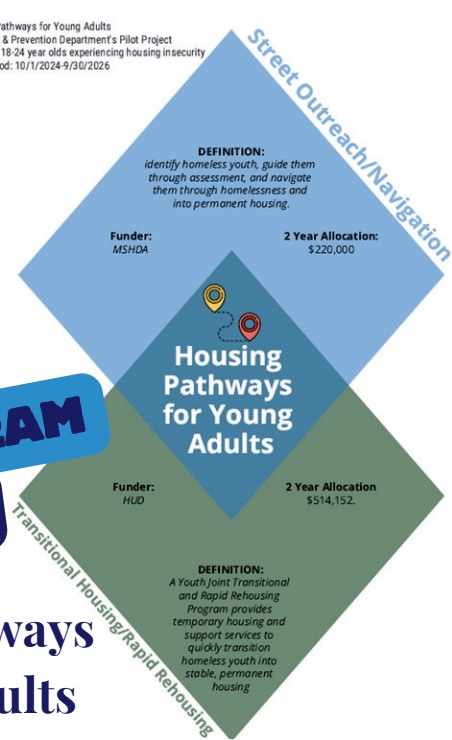 Pathways for Young Adults
& Prevention Department's Pilot Project
18-24 year olds experiencing housing insecurity
10/1/2024-9/30/2026
Street Outreach/Navigation
DEFINITION:
identify homeless youth, guide them
through assessment, and navigate
them through homelessness and
into permanent housing.
Funder:
MSHDA
2 Year Allocation:
$220,000
Housing
Pathways
for Young
Adults
Funder:
HUD
2 Year Allocation
$514,152.
Transitional Housing/Rapid Rehousing
DEFINITION:
A Youth Joint Transitional
and Rapid Rehousing
Program provides
temporary housing and
support services to
quickly transition
homeless youth into
stable, permanent
housing